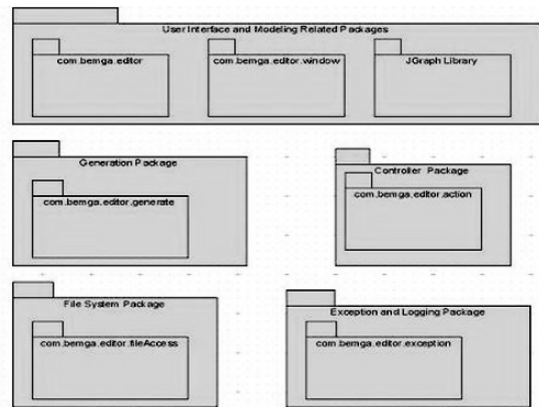 User Interface and Modeling Related Packages
com.bemga.editor
com.bemga.editor.window
JGraph Library
Generation Package
com.bemga.editor.generate
Controller Package
com.bemga.editor.action
File System Package
com.bemga.editor.fileAccess
Exception and Logging Package
com.bemga.editor.exception